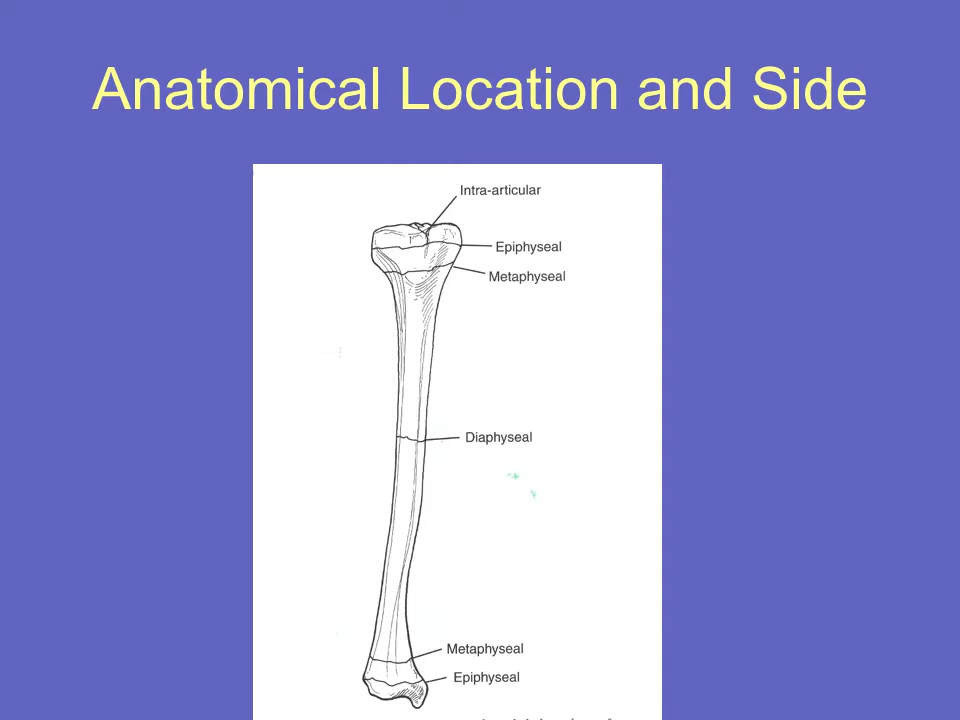 Anatomical Location and Side
Intra-articular
Epiphyseal
Metaphyseal
Diaphyseal
Metaphyseal
Epiphyseal